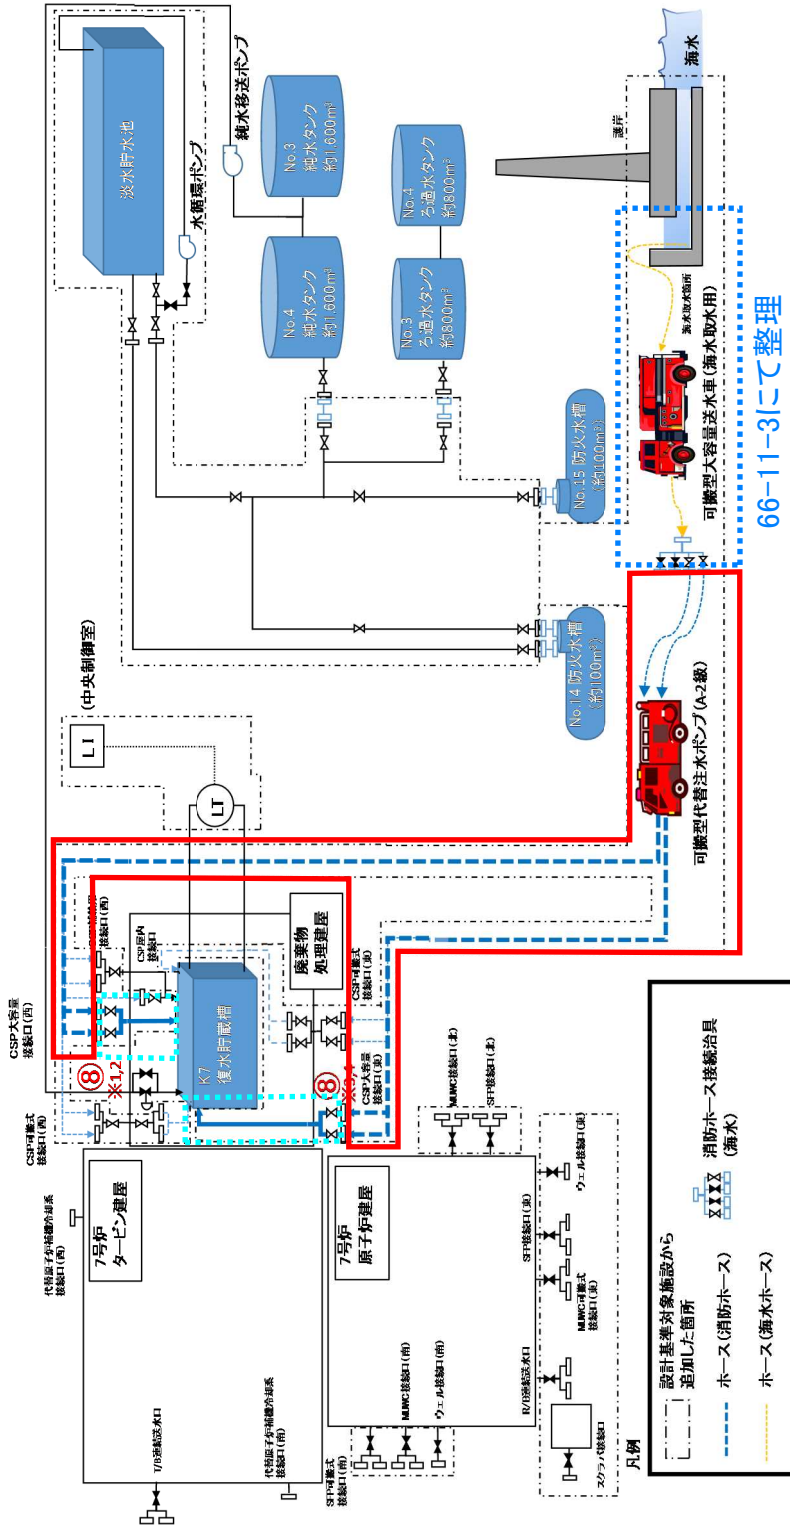 淡水貯水池
水循環ポンプ
純水移送ポンプ
No.3
純水タンク
約1,600m³
No.4
純水タンク
約1,600m³
No.4
ろ過水タンク
約800m³
No.3
ろ過水タンク
約800m³
海水
護岸
海水取水箇所
可搬型大容量送水車(海水取水用)
66-11-3にて整理
No.15 防火水槽
(約100m³)
No.14 防火水槽
(約100m³)
可搬型代替注水ポンプ(A-2級)
(中央制御室)
LI
LT
CSP大容量
接続口(西)
接続口(西)
CSP屋内
接続口
CSP可搬式
接続口(西)
⑧
※1,2
K7
復水貯蔵槽
廃棄物
処理建屋
CSP可搬式
接続口(東)
⑧
CSP大容量
接続口(東)
代替原子炉補機冷却系
接続口(西)
7号炉
タービン建屋
T/B連結送水口
代替原子炉補機冷却系
接続口(南)
7号炉
原子炉建屋
MUWC接続口(北)
SFP接続口(北)
ウェル接続口(東)
SFP接続口(東)
MUWC可搬式
接続口(東)
R/B連結送水口
スクラバ接続口
SFP可搬式
接続口(南)
MUWC接続口(南)
ウェル接続口(南)
凡例
設計基準対象施設から
追加した箇所
ホース(消防ホース)
ホース(海水ホース)
消防ホース接続治具
(海水)